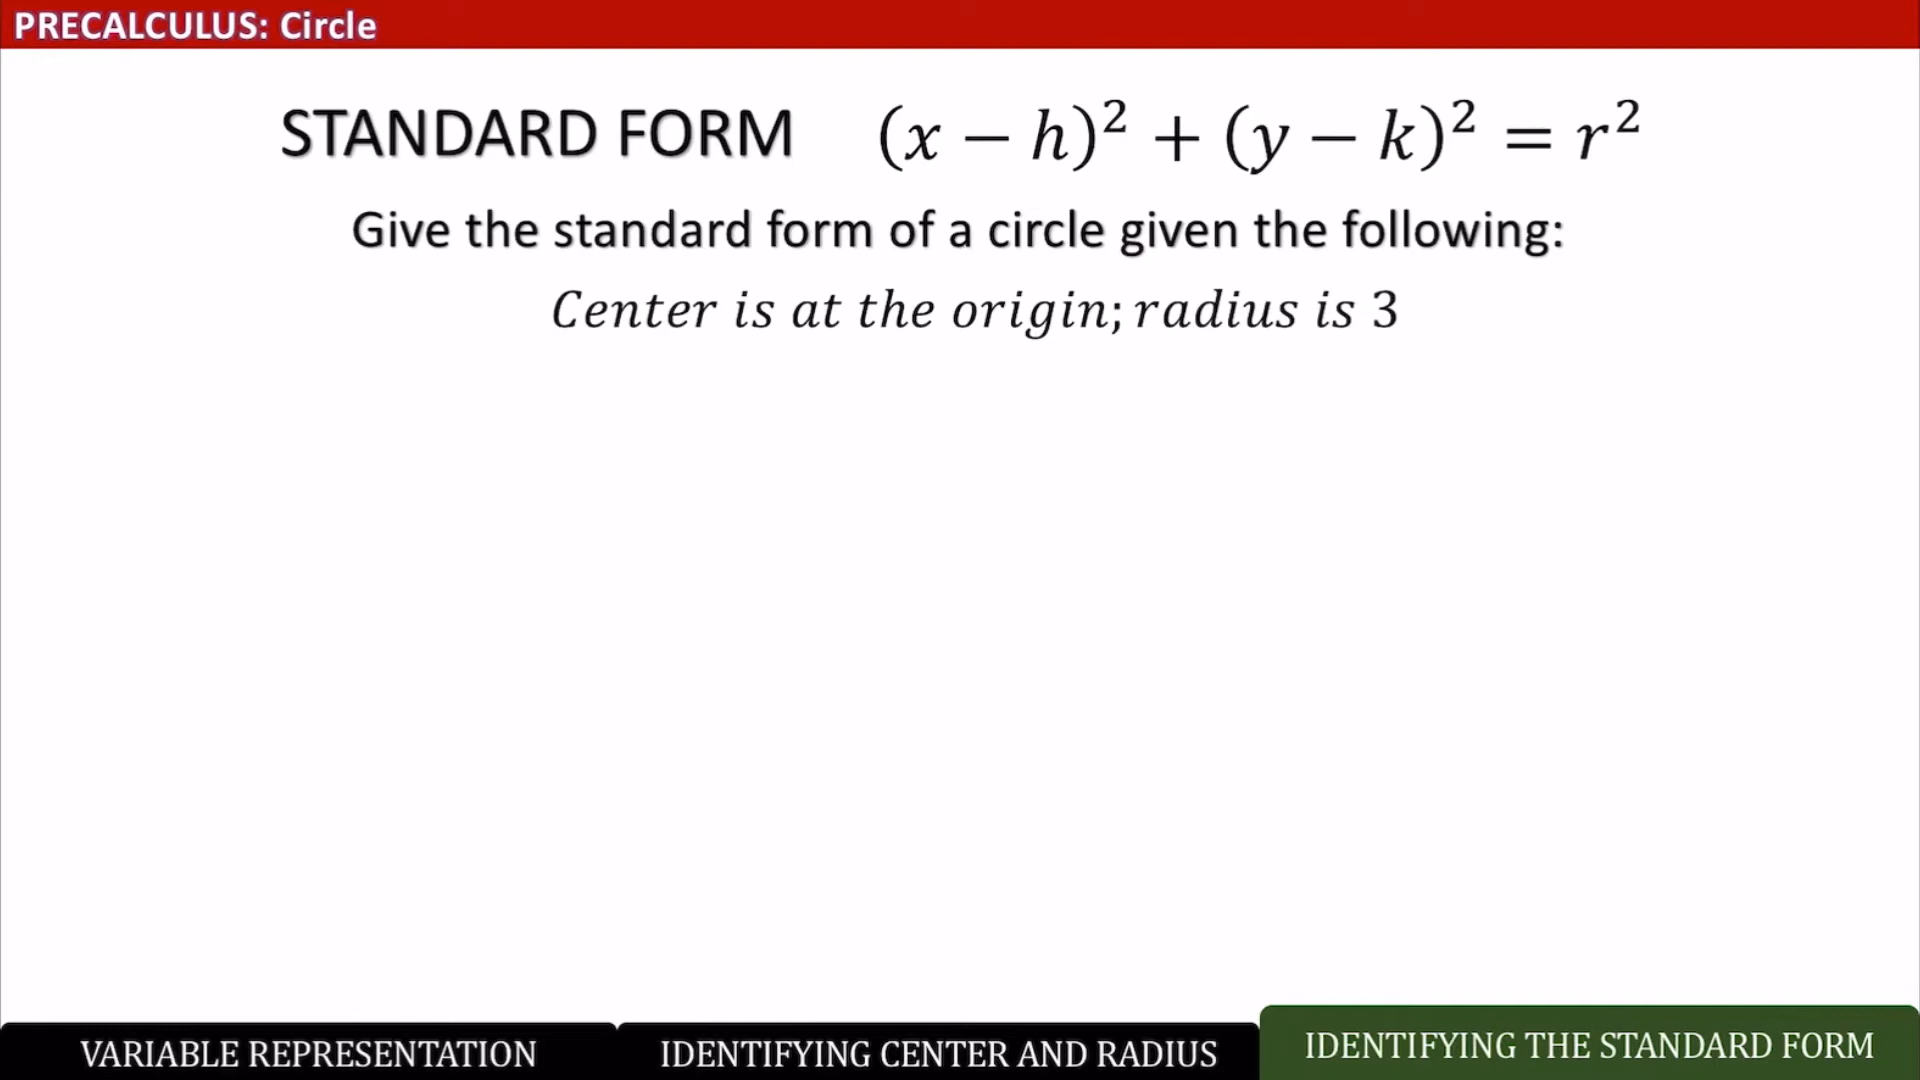 PRECALCULUS: Circle
STANDARD FORM (x − h)² + (y − k)² = r²
Give the standard form of a circle given the following:
Center is at the origin; radius is 3
VARIABLE REPRESENTATION
IDENTIFYING CENTER AND RADIUS
IDENTIFYING THE STANDARD FORM